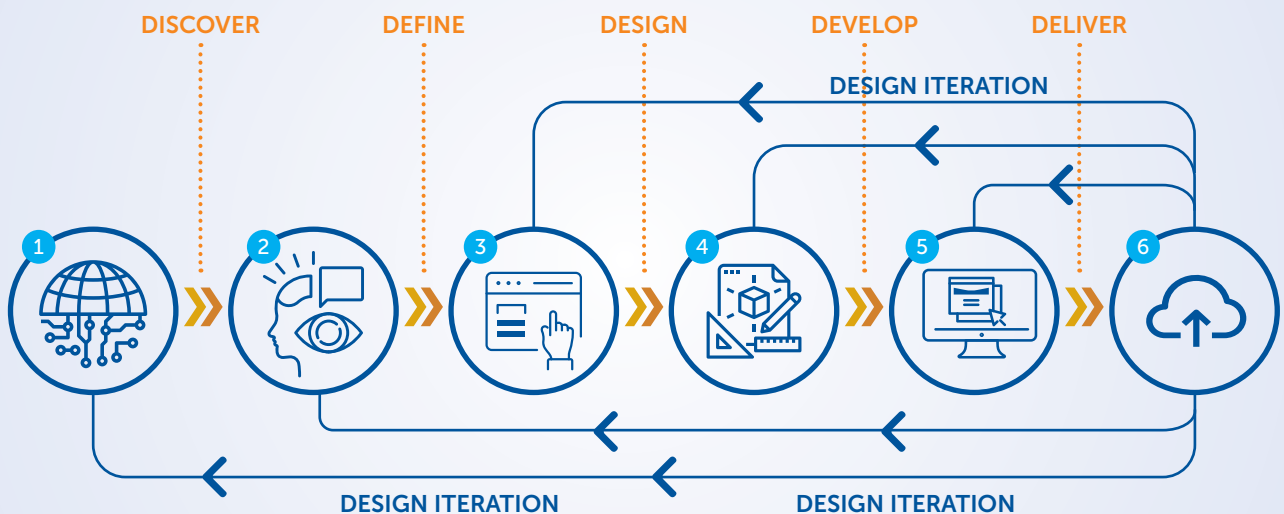 DISCOVER
DEFINE
DESIGN
DEVELOP
DELIVER
DESIGN ITERATION
1
2
3
4
5
6
DESIGN ITERATION
DESIGN ITERATION